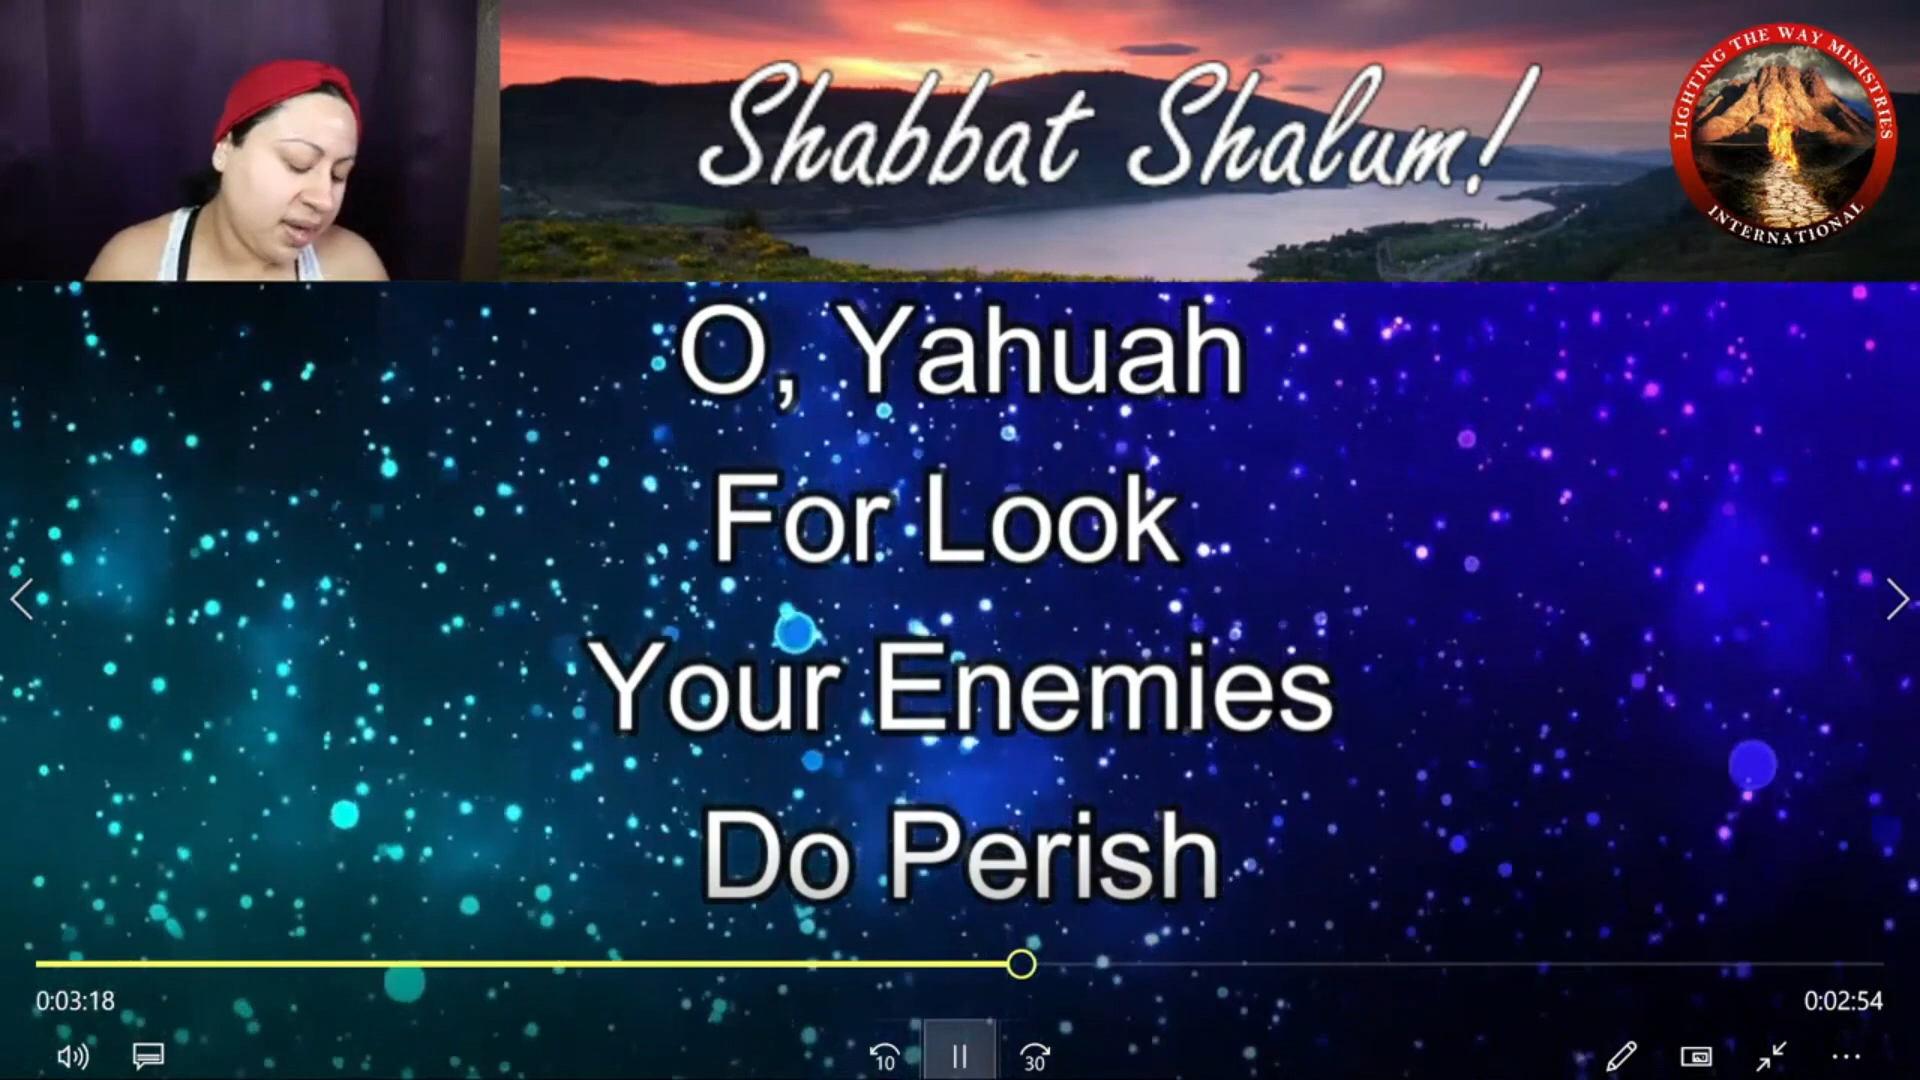 Shabbat Shalum!
LIGHTING THE WAY MINISTRIES
INTERNATIONAL
O, Yahuah
For Look
Your Enemies
Do Perish
0:03:18
0:02:54
10
30